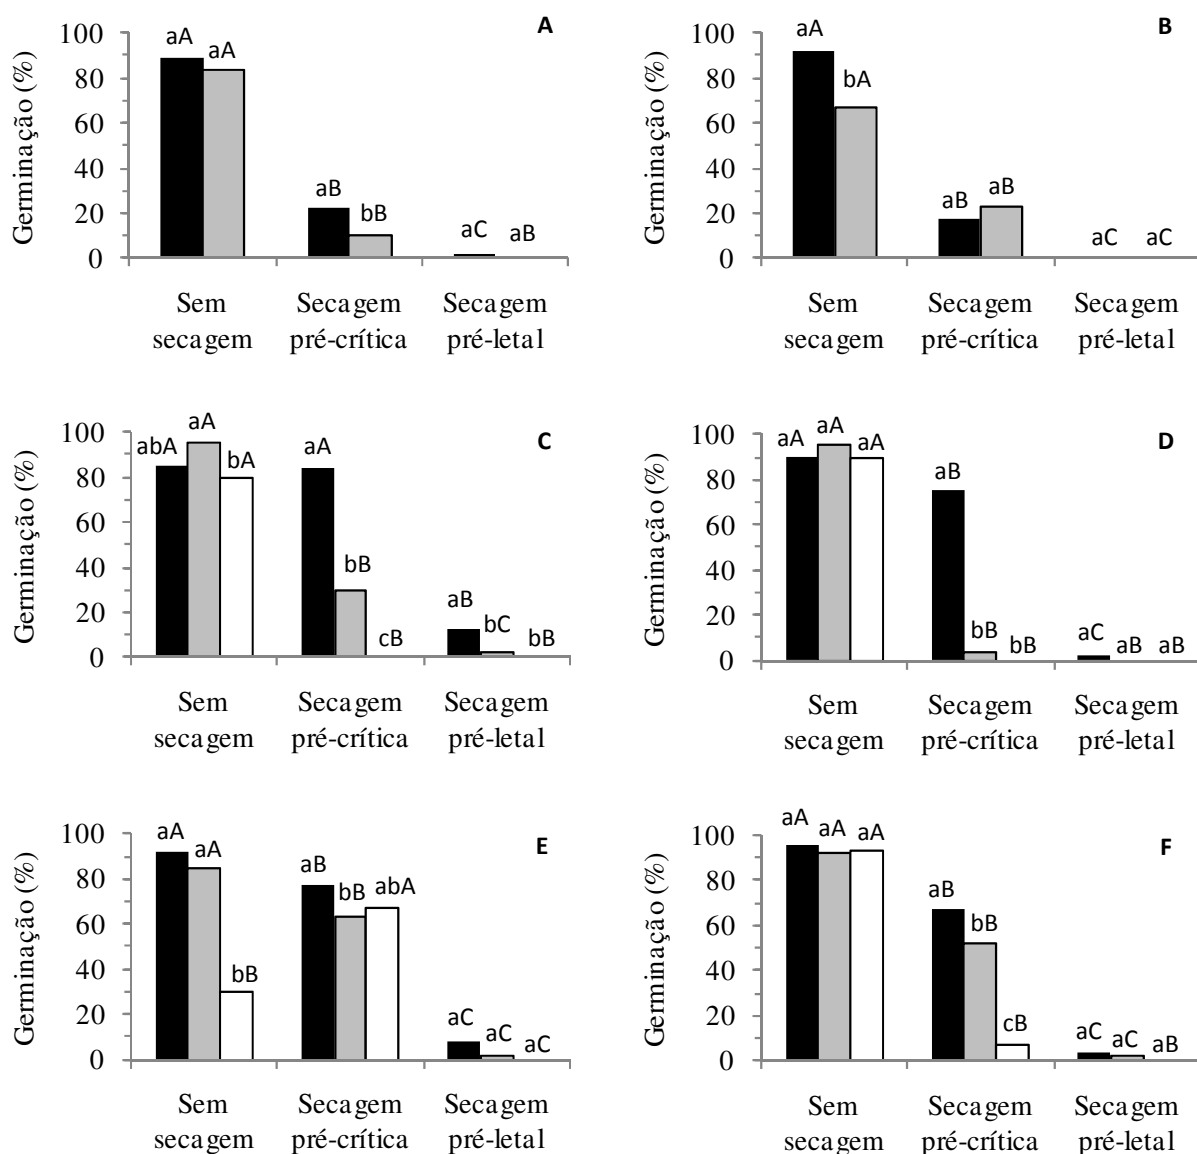 A
Germinação (%)
100
80
60
40
20
0
aA
aA
aB
bB
aC
aB
Sem
secagem
Secagem
pré-crítica
Secagem
pré-letal
B
Germinação (%)
100
80
60
40
20
0
aA
bA
aB
aB
aC
aC
Sem
secagem
Secagem
pré-crítica
Secagem
pré-letal
C
Germinação (%)
100
80
60
40
20
0
abA
aA
bA
aA
bB
cB
aB
bC
bB
Sem
secagem
Secagem
pré-crítica
Secagem
pré-letal
D
Germinação (%)
100
80
60
40
20
0
aA
aA
aA
aB
bB
bB
aC
aB
aB
Sem
secagem
Secagem
pré-crítica
Secagem
pré-letal
E
Germinação (%)
100
80
60
40
20
0
aA
aA
bB
aB
bB
abA
aC
aC
aC
Sem
secagem
Secagem
pré-crítica
Secagem
pré-letal
F
Germinação (%)
100
80
60
40
20
0
aA
aA
aA
aB
bB
cB
aC
aC
aB
Sem
secagem
Secagem
pré-crítica
Secagem
pré-letal